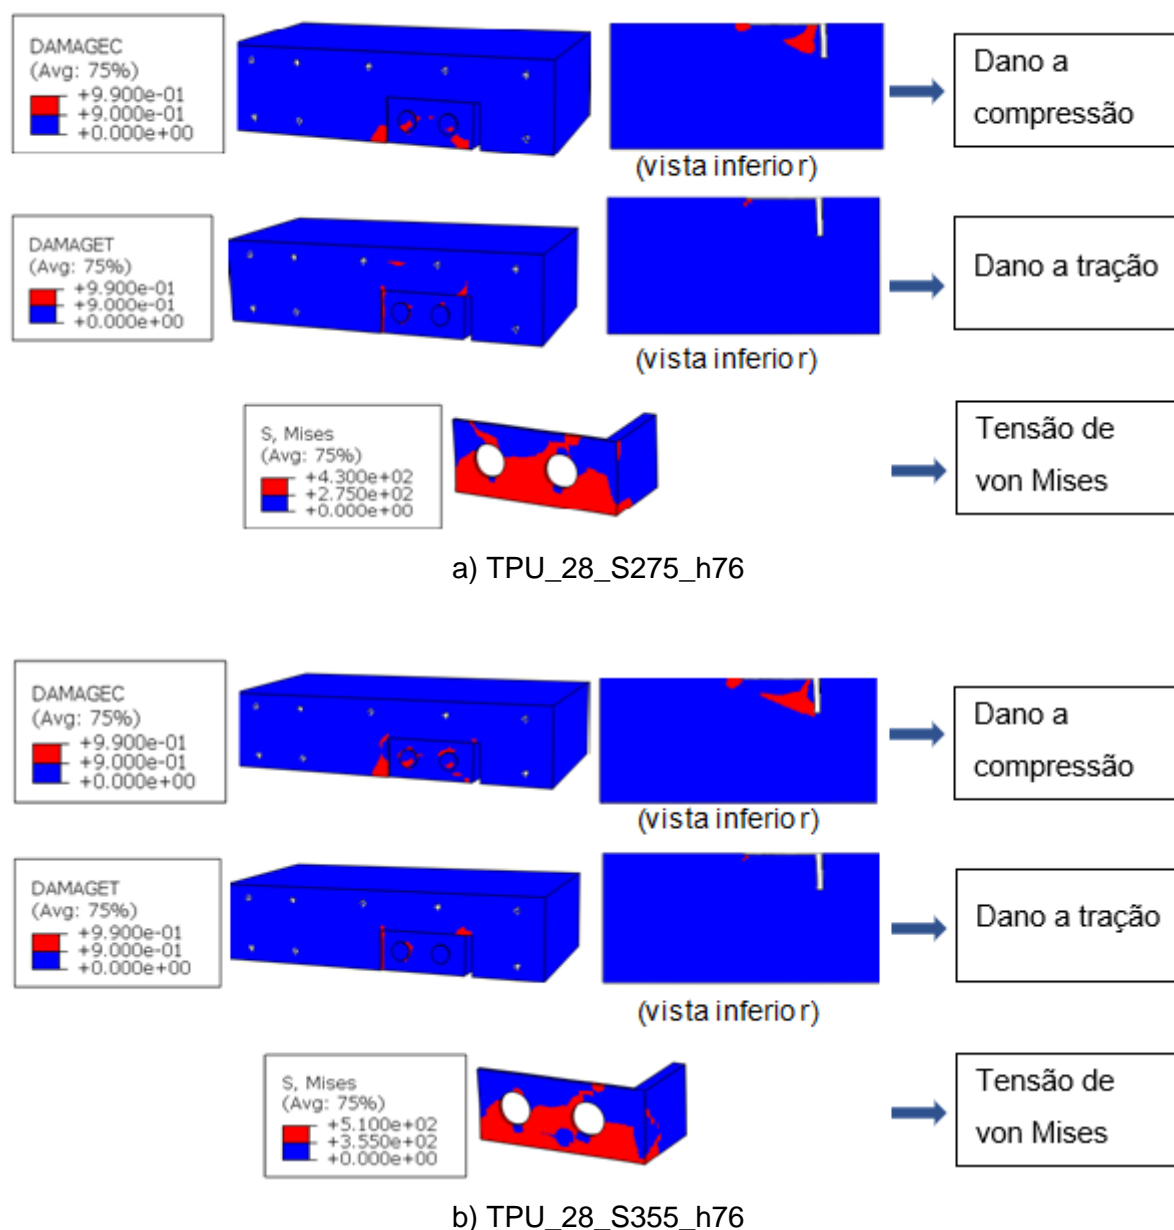 DAMAGEC
(Avg: 75%)
+9.900e-01
+9.000e-01
+0.000e+00
(vista inferior)
Dano a
compressão
DAMAGET
(Avg: 75%)
+9.900e-01
+9.000e-01
+0.000e+00
(vista inferior)
Dano a tração
S, Mises
(Avg: 75%)
+4.300e+02
+2.750e+02
+0.000e+00
Tensão de
von Mises
a) TPU_28_S275_h76
DAMAGEC
(Avg: 75%)
+9.900e-01
+9.000e-01
+0.000e+00
(vista inferior)
Dano a
compressão
DAMAGET
(Avg: 75%)
+9.900e-01
+9.000e-01
+0.000e+00
(vista inferior)
Dano a tração
S, Mises
(Avg: 75%)
+5.100e+02
+3.550e+02
+0.000e+00
Tensão de
von Mises
b) TPU_28_S355_h76